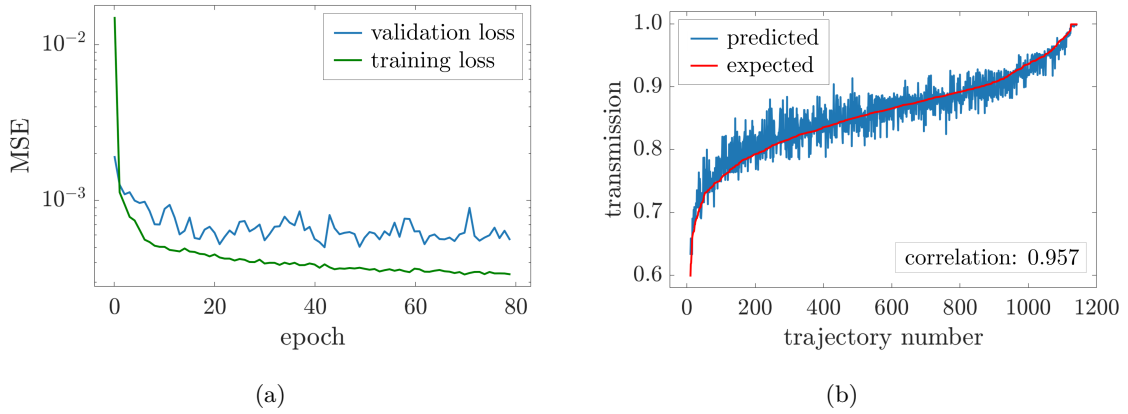 MSE
10⁻²
10⁻³
validation loss
training loss
0
20
40
60
80
epoch
(a)
transmission
1.0
0.9
0.8
0.7
0.6
predicted
expected
correlation: 0.957
0
200
400
600
800
1000
1200
trajectory number
(b)